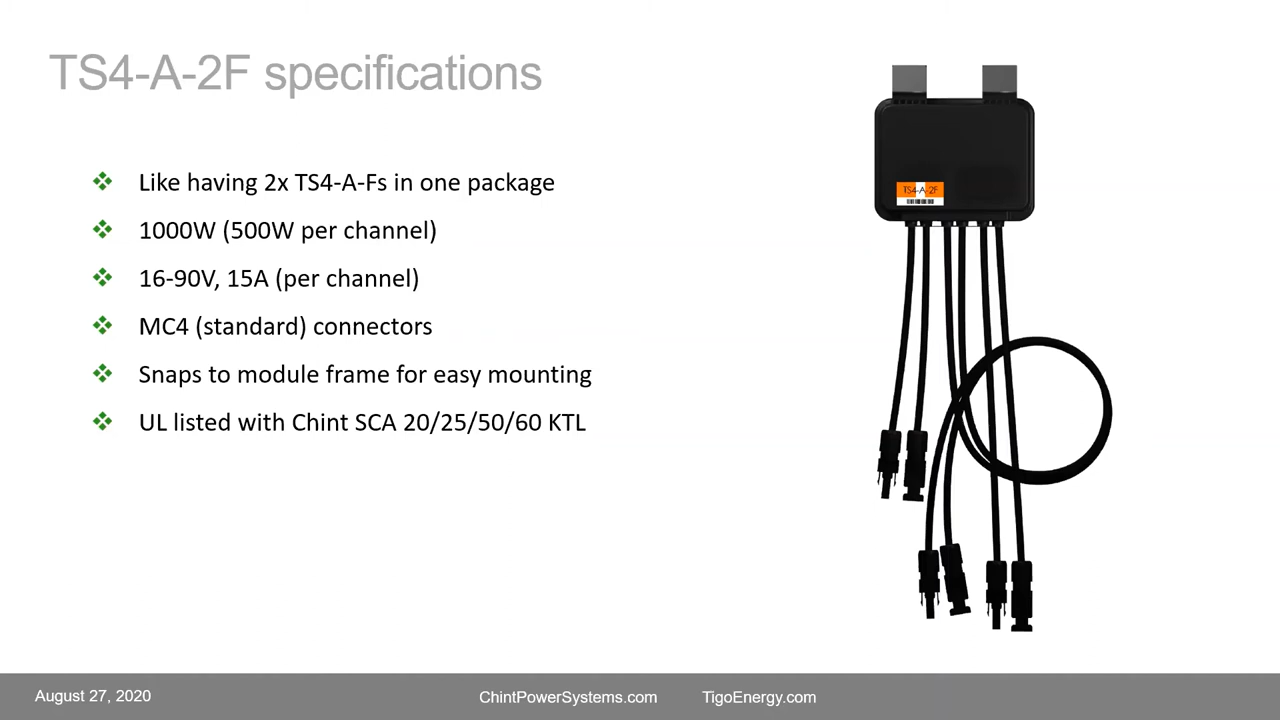 TS4-A-2F specifications
Like having 2x TS4-A-Fs in one package
1000W (500W per channel)
16-90V, 15A (per channel)
MC4 (standard) connectors
Snaps to module frame for easy mounting
UL listed with Chint SCA 20/25/50/60 KTL
TS4-A-2F
August 27, 2020
ChintPowerSystems.com
TigoEnergy.com